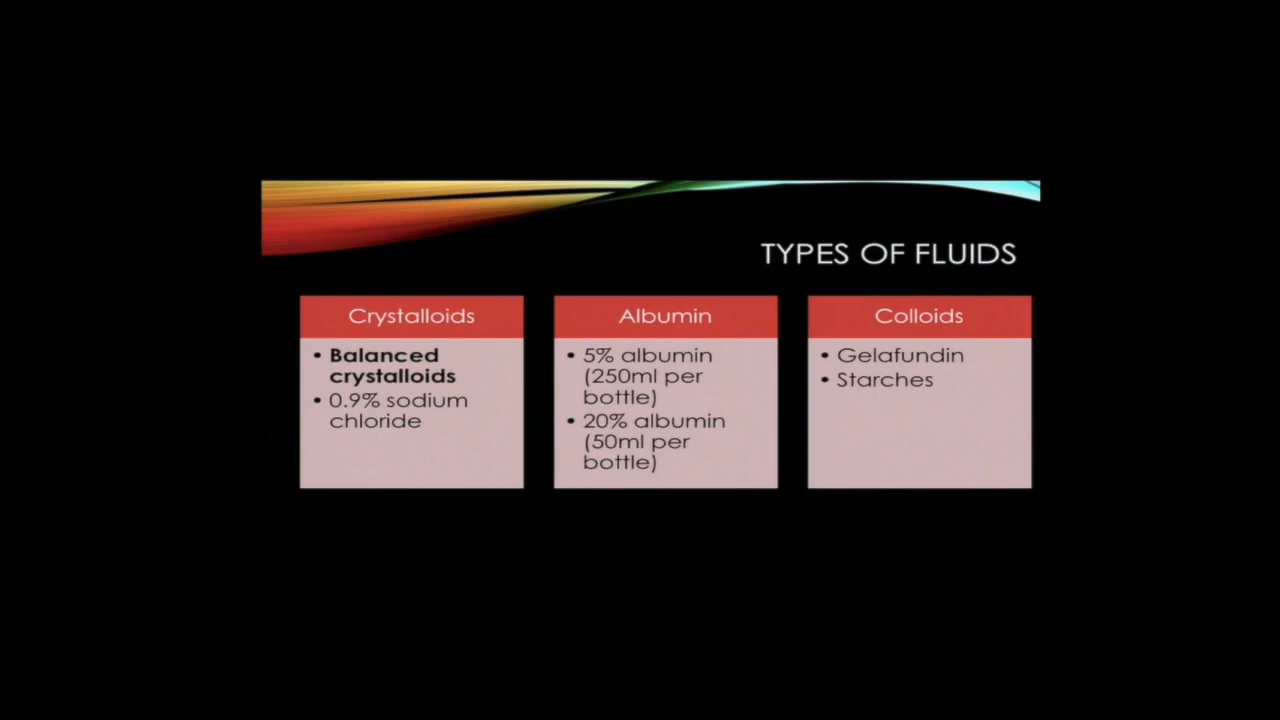 TYPES OF FLUIDS
Crystalloids
• Balanced
crystalloids
• 0.9% sodium
chloride
Albumin
• 5% albumin
(250ml per
bottle)
• 20% albumin
(50ml per
bottle)
Colloids
• Gelafundin
• Starches